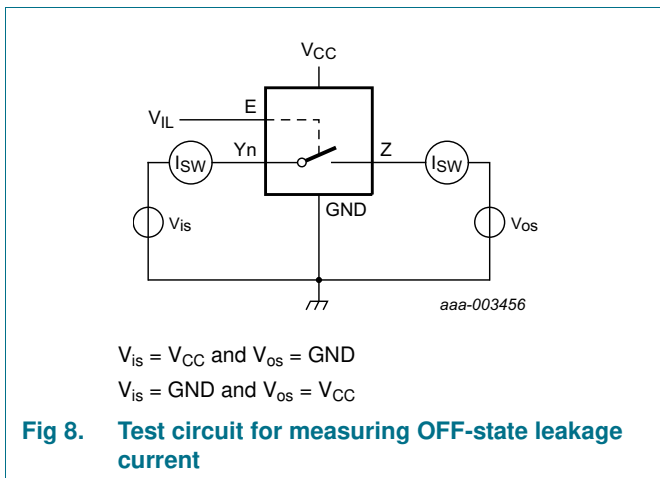 VCC
E
VIL
Yn
Z
ISW
ISW
GND
Vis
Vos
aaa-003456
Vis = VCC and Vos = GND
Vis = GND and Vos = VCC
Fig 8. Test circuit for measuring OFF-state leakage
current